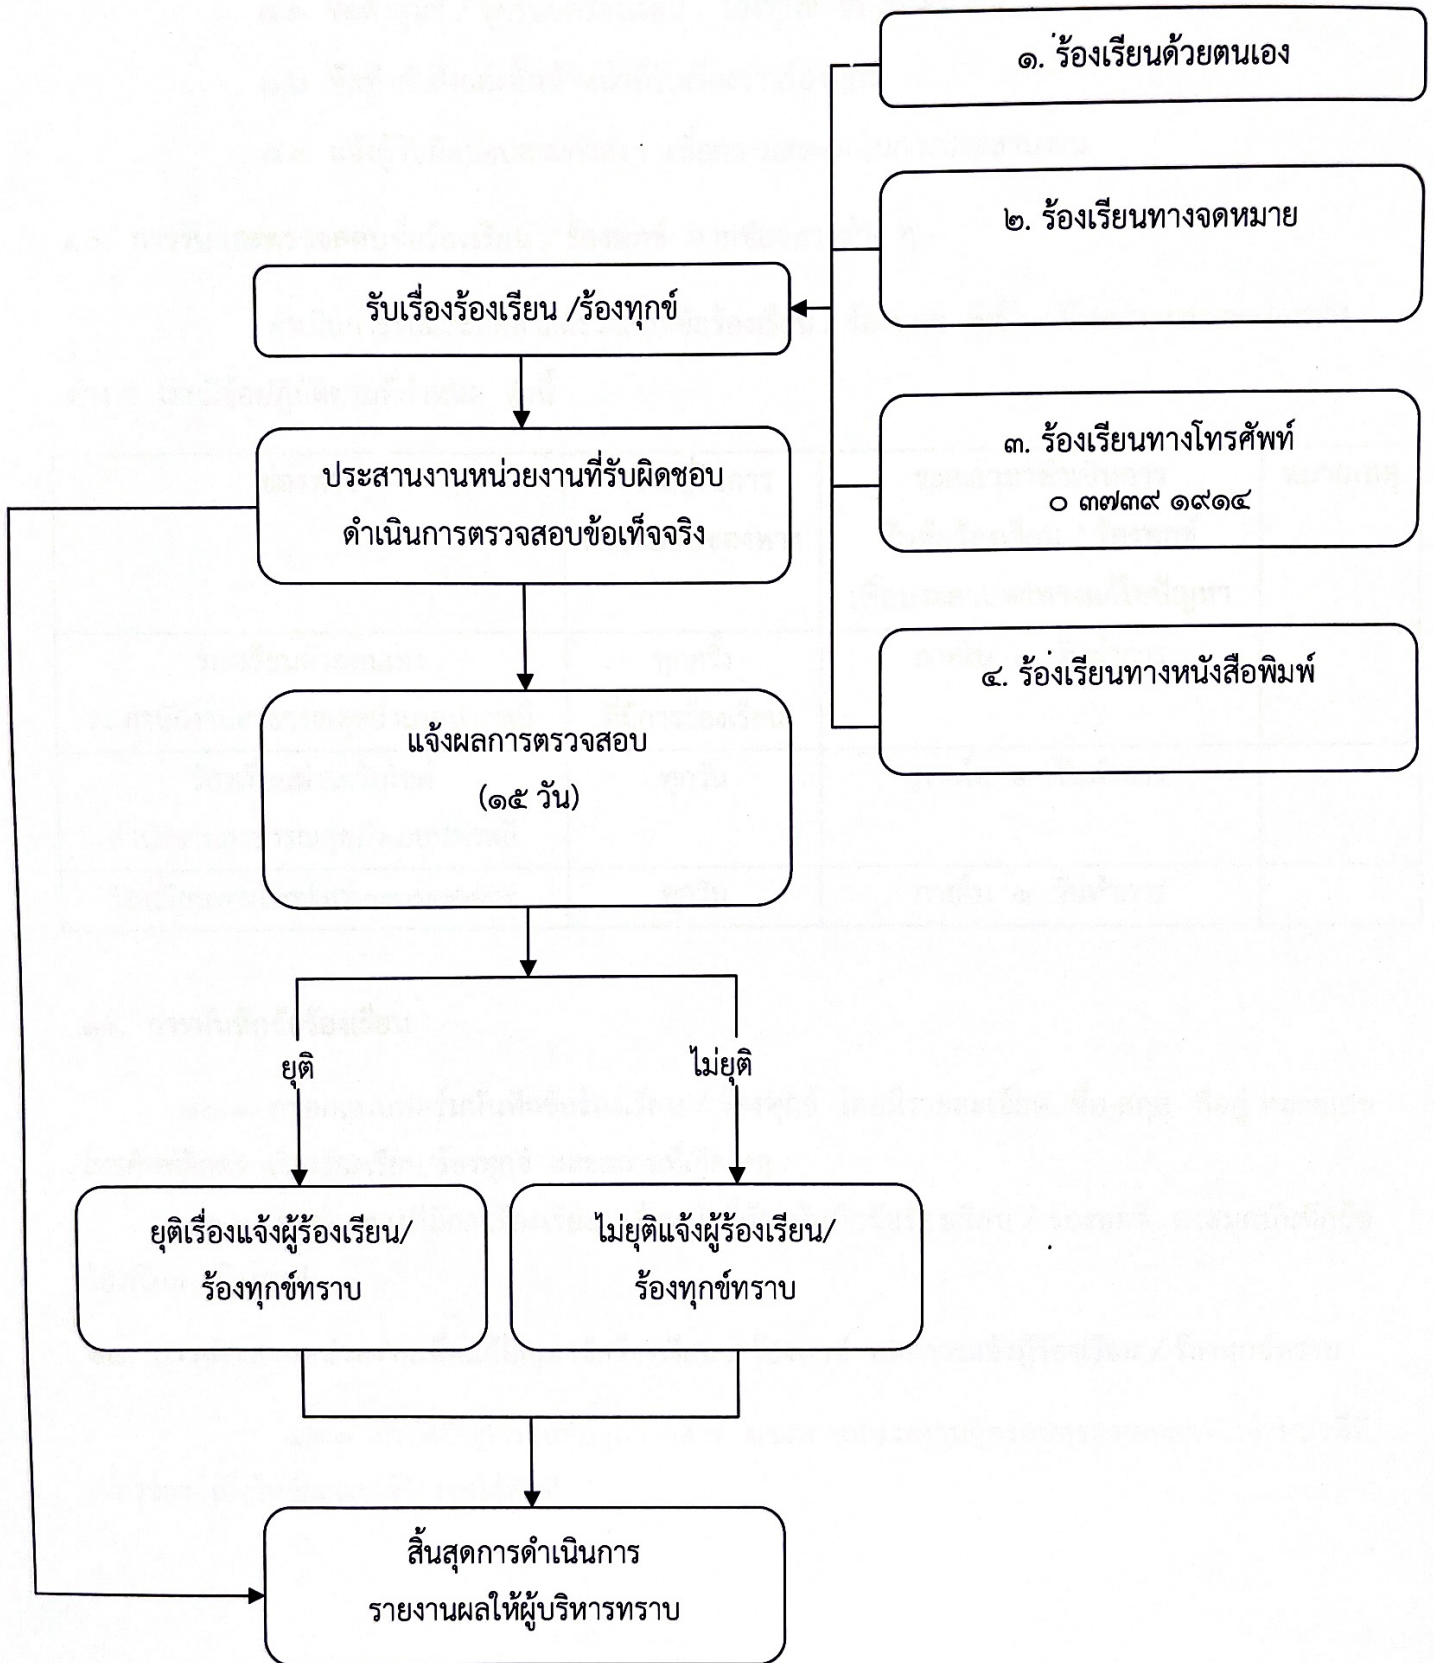 ๑. ร้องเรียนด้วยตนเอง
๒. ร้องเรียนทางจดหมาย
รับเรื่องร้องเรียน /ร้องทุกข์
๓. ร้องเรียนทางโทรศัพท์
๐ ๓๗๓๙ ๑๙๑๔
ประสานงานหน่วยงานที่รับผิดชอบ
ดำเนินการตรวจสอบข้อเท็จจริง
๔. ร้องเรียนทางหนังสือพิมพ์
แจ้งผลการตรวจสอบ
(๑๕ วัน)
ยุติ
ไม่ยุติ
ยุติเรื่องแจ้งผู้ร้องเรียน/
ร้องทุกข์ทราบ
ไม่ยุติแจ้งผู้ร้องเรียน/
ร้องทุกข์ทราบ
สิ้นสุดการดำเนินการ
รายงานผลให้ผู้บริหารทราบ